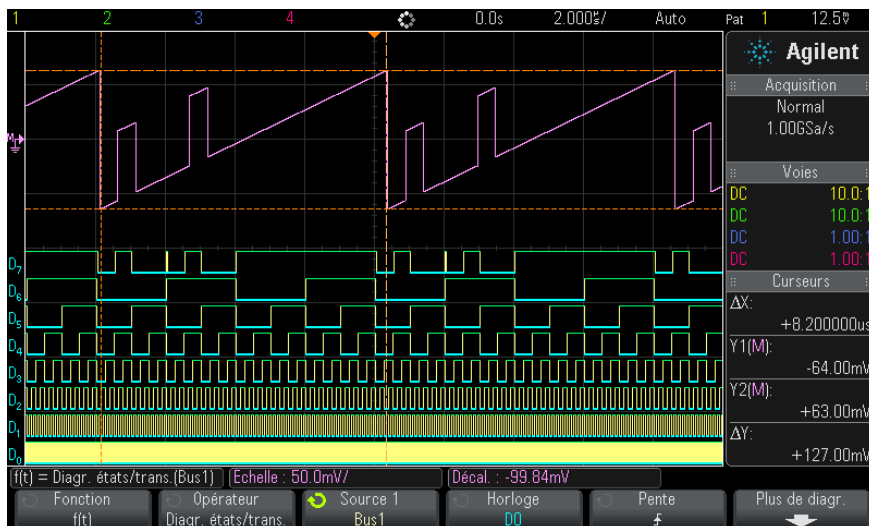 1 2 3 4 0.0s 2.000㎲/ Auto Pat 1 12.5V
Agilent
Acquisition
Normal
1.00GSa/s
Voies
DC 10.0:1
DC 10.0:1
DC 1.00:1
DC 1.00:1
Curseurs
ΔX:
+8.200000us
Y1(M):
-64.00mV
Y2(M):
+63.00mV
ΔY:
+127.00mV
M
D7
D6
D5
D4
D3
D2
D1
D0
f(t) = Diagr. états/trans.(Bus1) Echelle : 50.0mV/ Décal. : -99.84mV
Fonction Opérateur Source 1 Horloge Pente Plus de diagr.
f(t) Diagr. états/trans. Bus1 D0